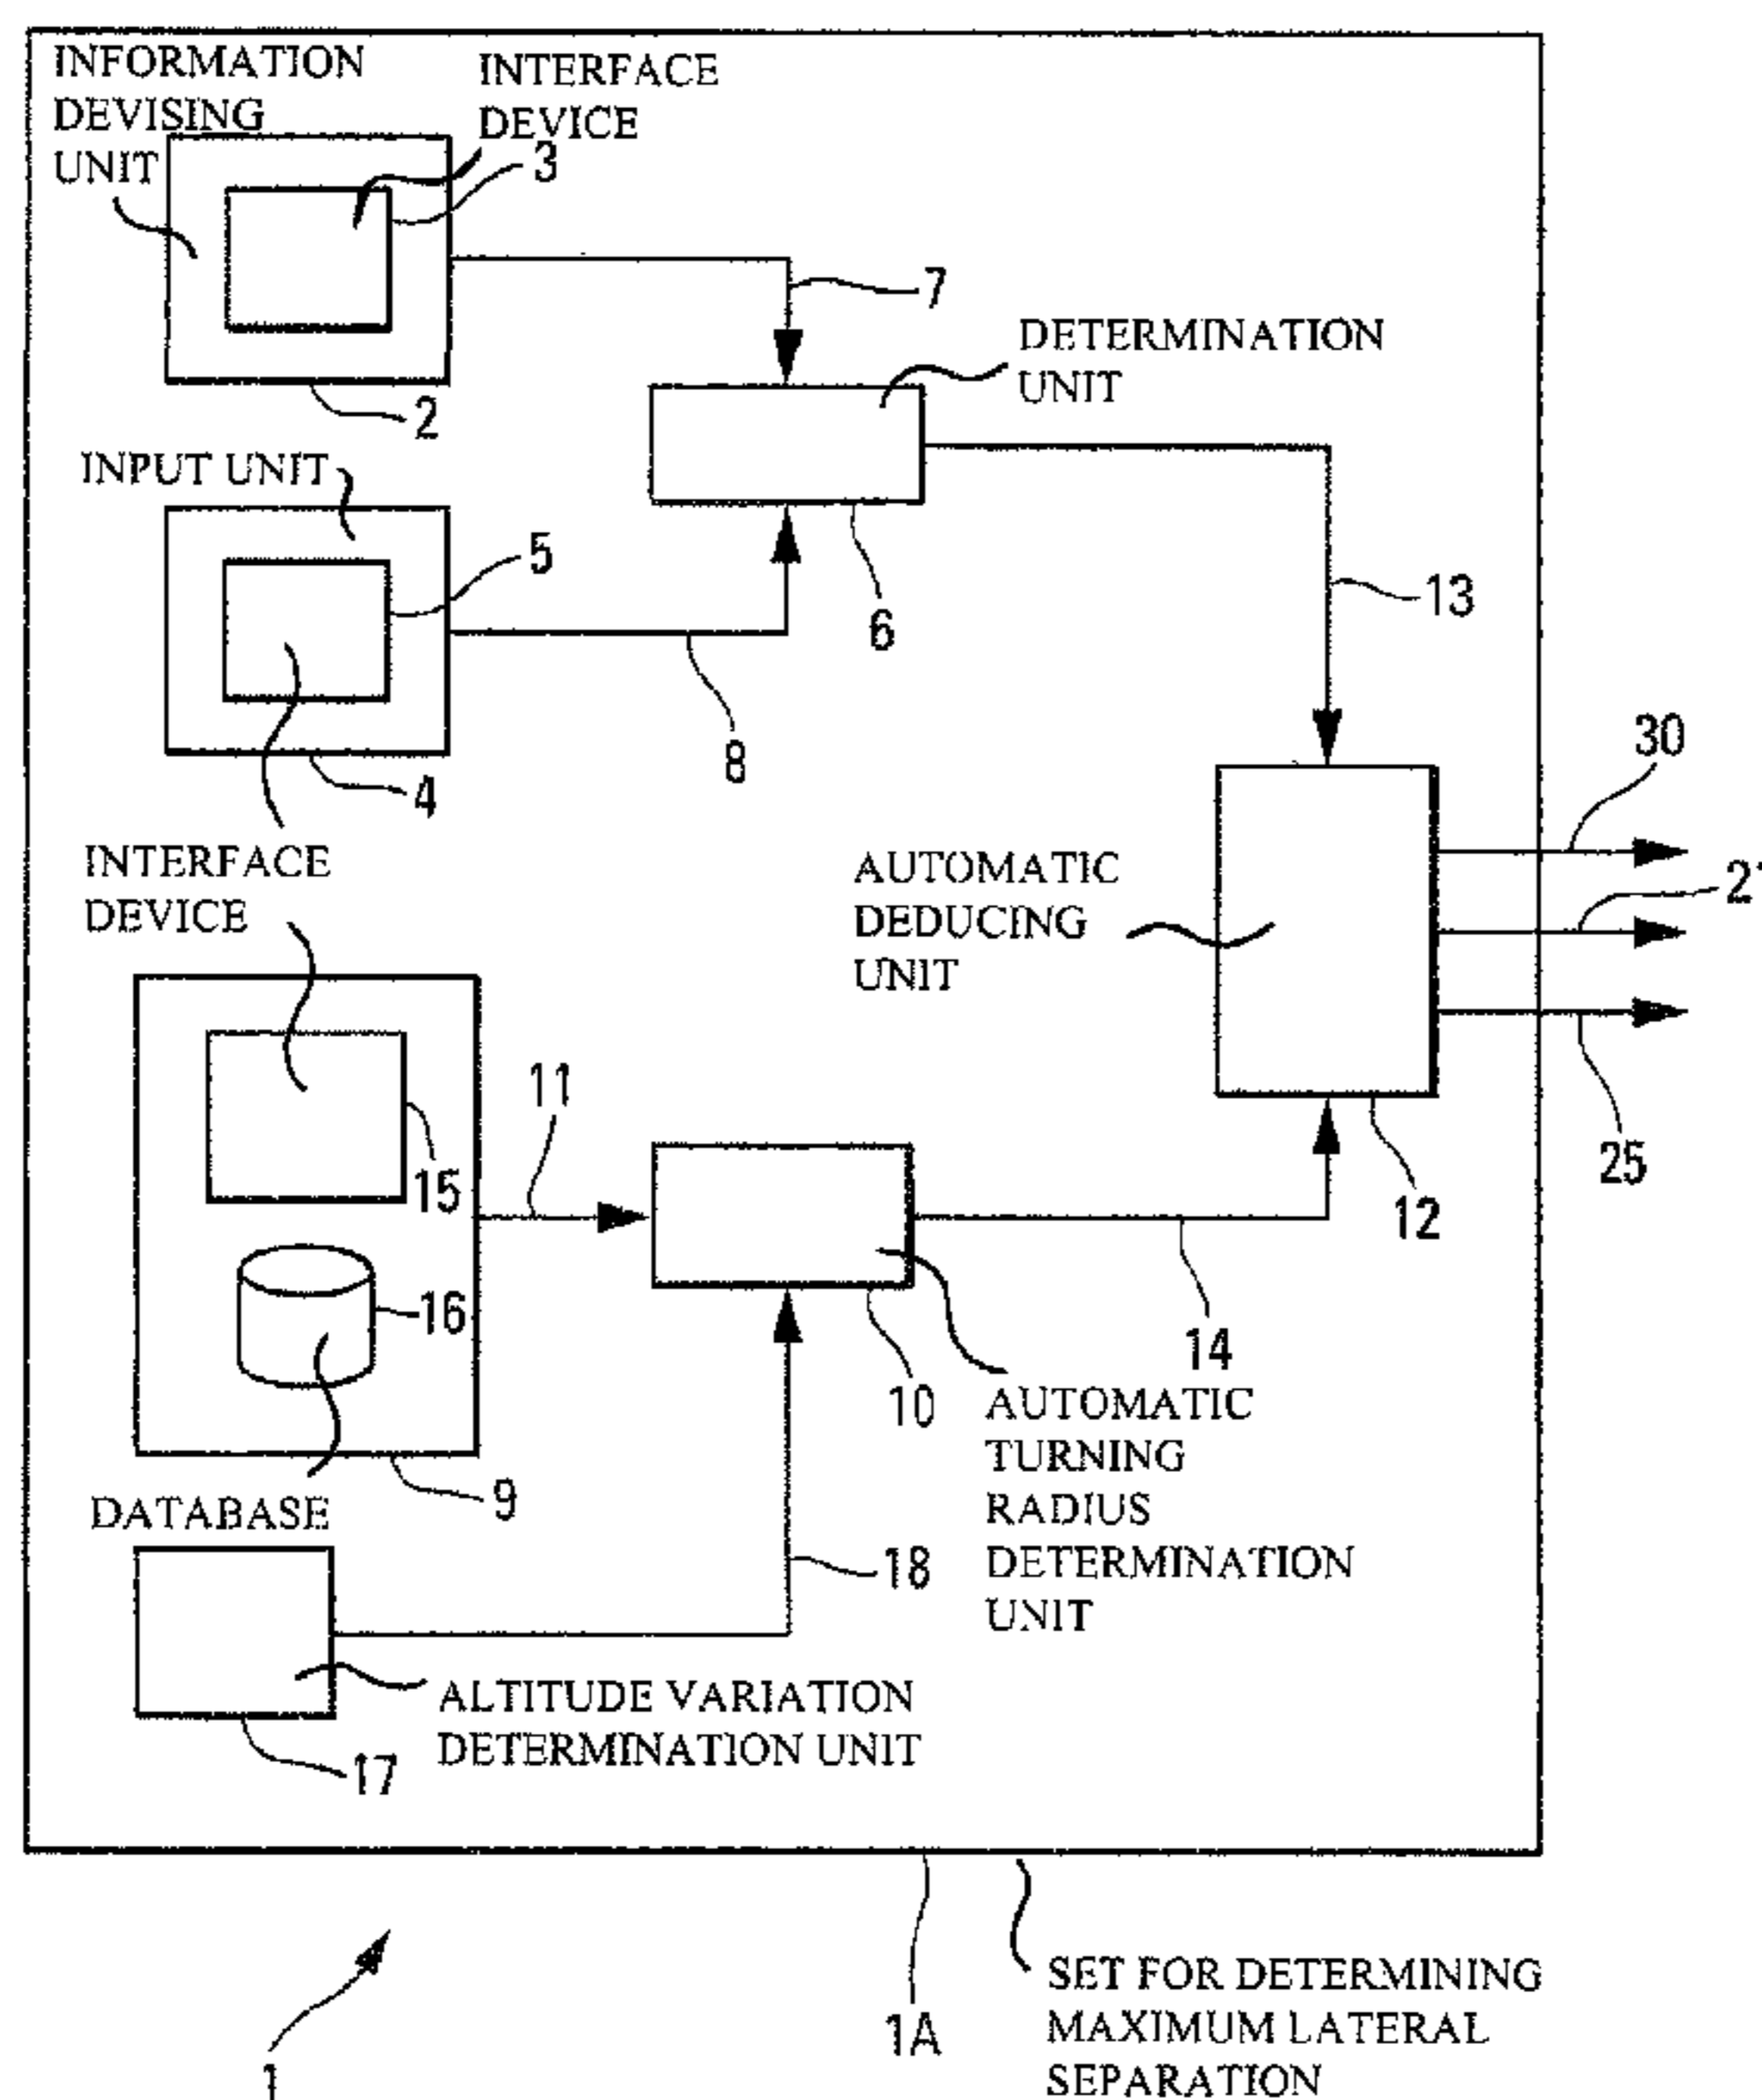 INFORMATION
DEVISING
UNIT
INTERFACE
DEVICE
3
7
DETERMINATION
UNIT
2
INPUT UNIT
5
6
13
8
4
30
INTERFACE
DEVICE
AUTOMATIC
DEDUCING
UNIT
21
11
15
25
12
16
14
10
9
AUTOMATIC
TURNING
RADIUS
DETERMINATION
UNIT
DATABASE
18
ALTITUDE VARIATION
DETERMINATION UNIT
17
1A
SET FOR DETERMINING
MAXIMUM LATERAL
SEPARATION
1